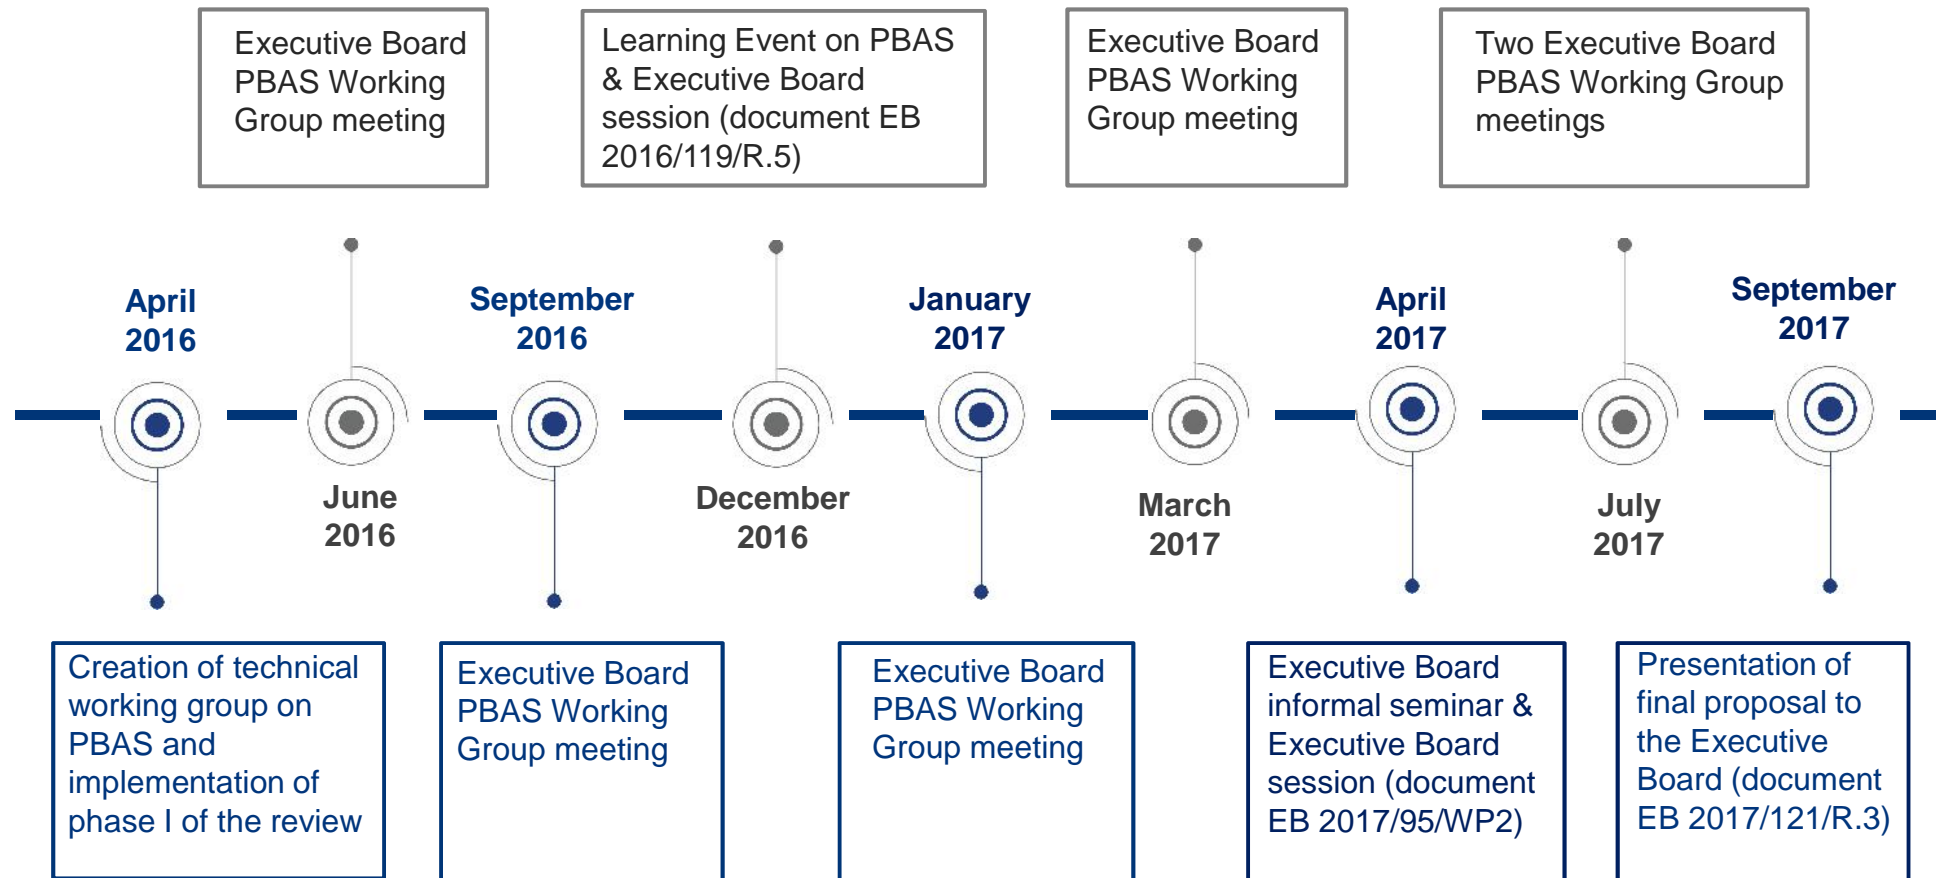 Executive Board
PBAS Working
Group meeting
Learning Event on PBAS
& Executive Board
session (document EB
2016/119/R.5)
Executive Board
PBAS Working
Group meeting
Two Executive Board
PBAS Working Group
meetings
April
2016
September
2016
January
2017
April
2017
September
2017
June
2016
December
2016
March
2017
July
2017
Creation of technical
working group on
PBAS and
implementation of
phase I of the review
Executive Board
PBAS Working
Group meeting
Executive Board
PBAS Working
Group meeting
Executive Board
informal seminar &
Executive Board
session (document
EB 2017/95/WP2)
Presentation of
final proposal to
the Executive
Board (document
EB 2017/121/R.3)